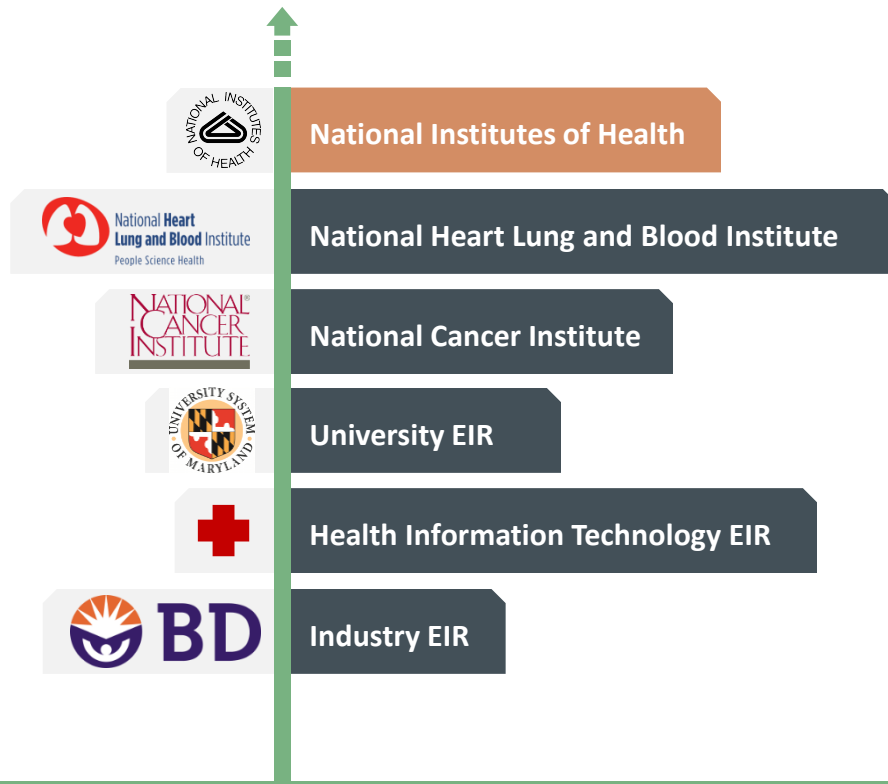 NATIONAL INSTITUTES
OF HEALTH
National Institutes of Health
National Heart
Lung and Blood Institute
People Science Health
National Heart Lung and Blood Institute
NATIONAL®
CANCER
INSTITUTE
National Cancer Institute
UNIVERSITY SYSTEM
OF MARYLAND
University EIR
Health Information Technology EIR
BD
Industry EIR